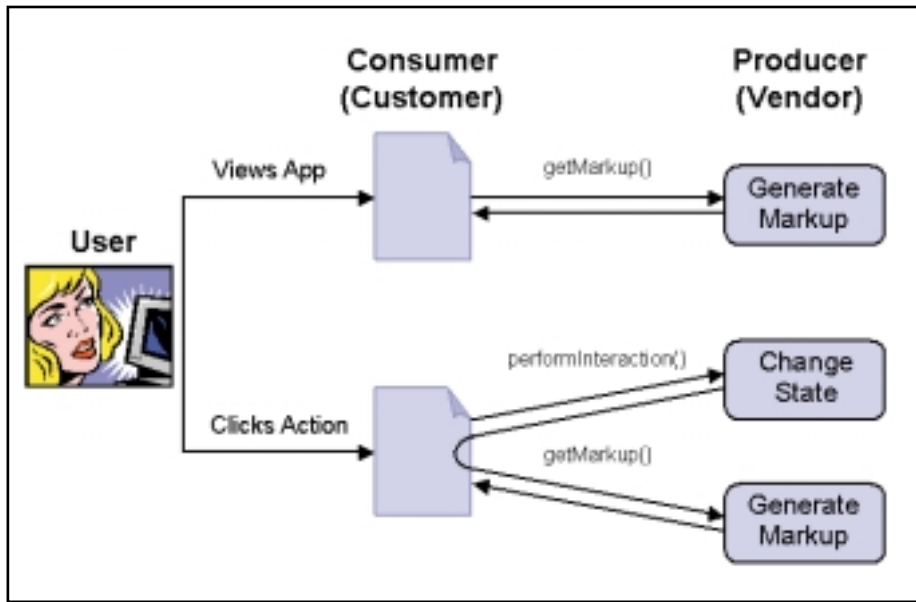 Consumer
(Customer)
Producer
(Vendor)
Views App
getMarkup()
Generate
Markup
User
performInteraction()
Change
State
Clicks Action
getMarkup()
Generate
Markup